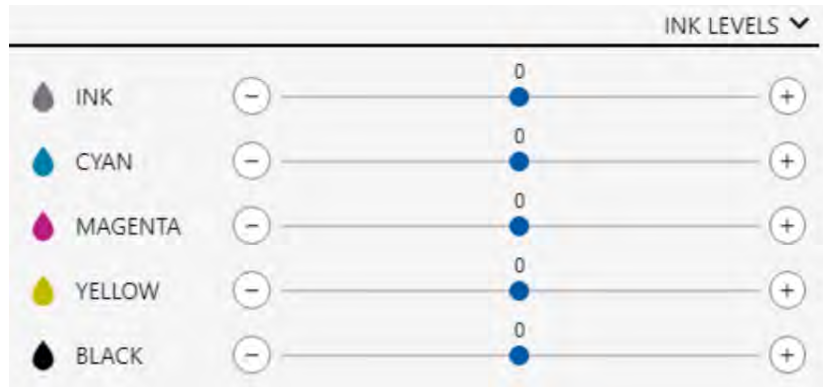 INK LEVELS
0
INK
0
CYAN
0
MAGENTA
0
YELLOW
0
BLACK